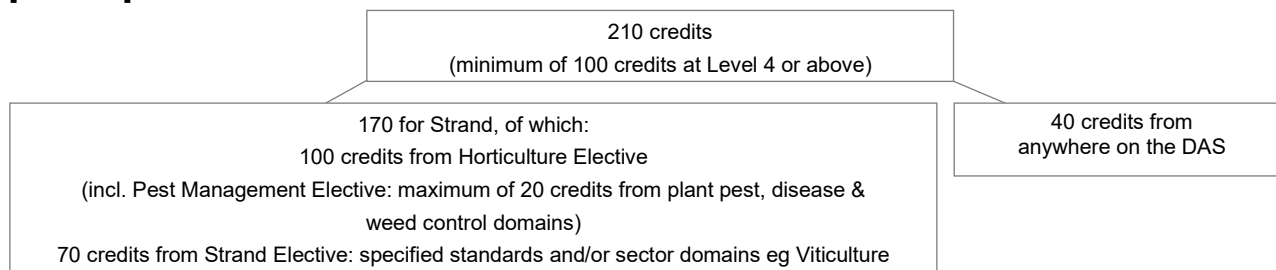 210 credits
(minimum of 100 credits at Level 4 or above)
170 for Strand, of which:
100 credits from Horticulture Elective
(incl. Pest Management Elective: maximum of 20 credits from plant pest, disease &
weed control domains)
70 credits from Strand Elective: specified standards and/or sector domains eg Viticulture
40 credits from
anywhere on the DAS